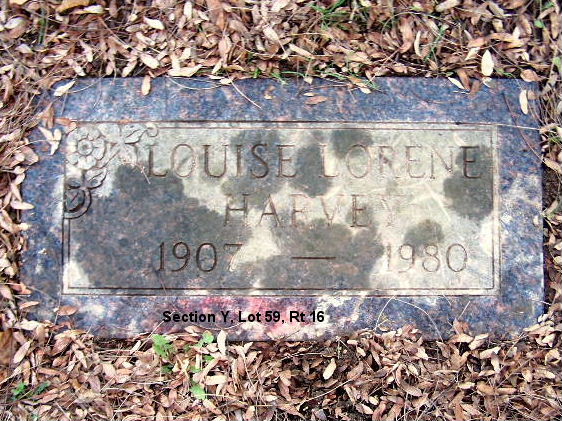 LOUISE LORENE
HARVEY
1907 — 1980
Section Y, Lot 59, Rt 16